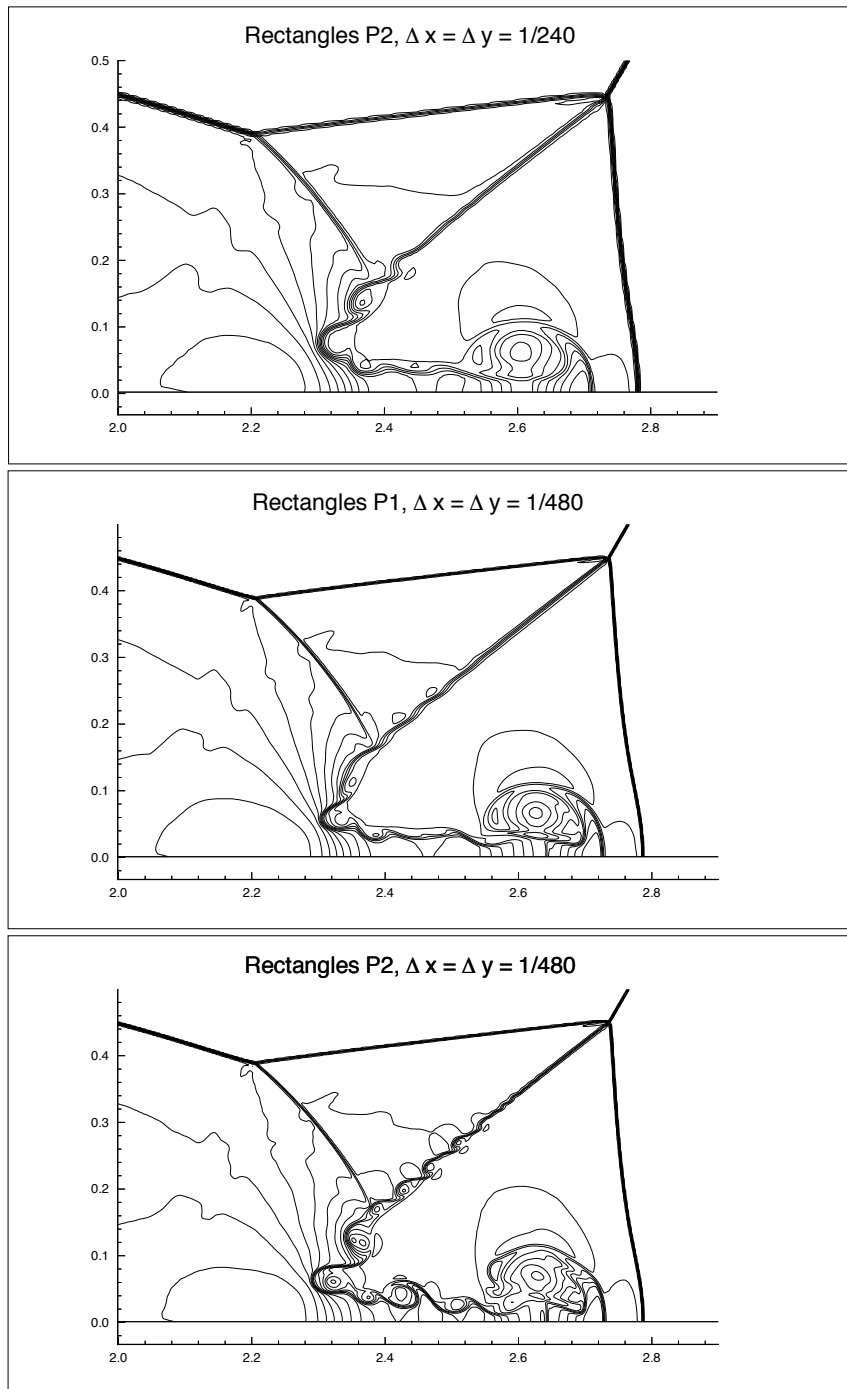 Rectangles P2, Δ x = Δ y = 1/240
0.5
0.4
0.3
0.2
0.1
0.0
2.0 2.2 2.4 2.6 2.8
Rectangles P1, Δ x = Δ y = 1/480
0.4
0.3
0.2
0.1
0.0
2.0 2.2 2.4 2.6 2.8
Rectangles P2, Δ x = Δ y = 1/480
0.4
0.3
0.2
0.1
0.0
2.0 2.2 2.4 2.6 2.8